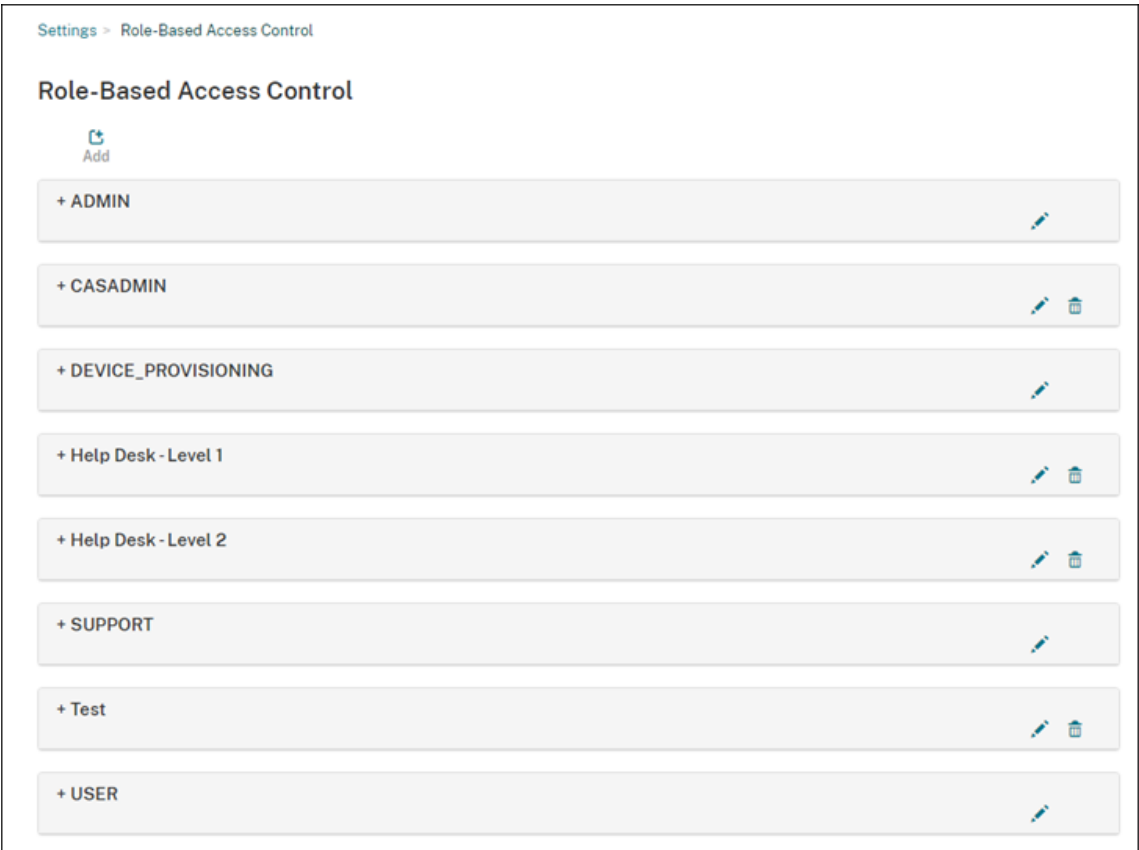 Settings > Role-Based Access Control
Role-Based Access Control
Add
+ ADMIN
+ CASADMIN
+ DEVICE_PROVISIONING
+ Help Desk - Level 1
+ Help Desk - Level 2
+ SUPPORT
+ Test
+ USER